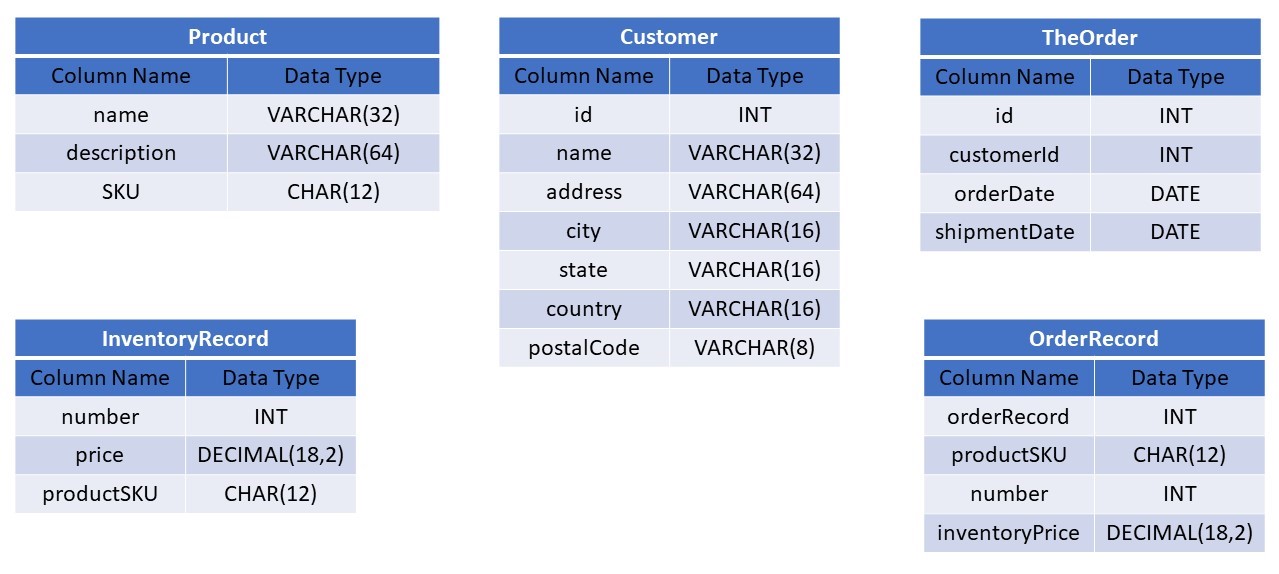 Product
Column Name Data Type
name VARCHAR(32)
description VARCHAR(64)
SKU CHAR(12)
Customer
Column Name Data Type
id INT
name VARCHAR(32)
address VARCHAR(64)
city VARCHAR(16)
state VARCHAR(16)
country VARCHAR(16)
postalCode VARCHAR(8)
TheOrder
Column Name Data Type
id INT
customerId INT
orderDate DATE
shipmentDate DATE
InventoryRecord
Column Name Data Type
number INT
price DECIMAL(18,2)
productSKU CHAR(12)
OrderRecord
Column Name Data Type
orderRecord INT
productSKU CHAR(12)
number INT
inventoryPrice DECIMAL(18,2)